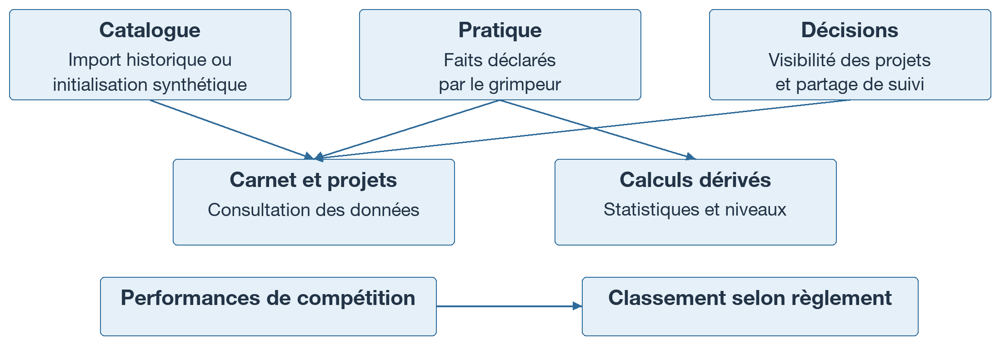 Catalogue
Import historique ou
initialisation synthétique
Pratique
Faits déclarés
par le grimpeur
Décisions
Visibilité des projets
et partage de suivi
Carnet et projets
Consultation des données
Calculs dérivés
Statistiques et niveaux
Performances de compétition
Classement selon règlement